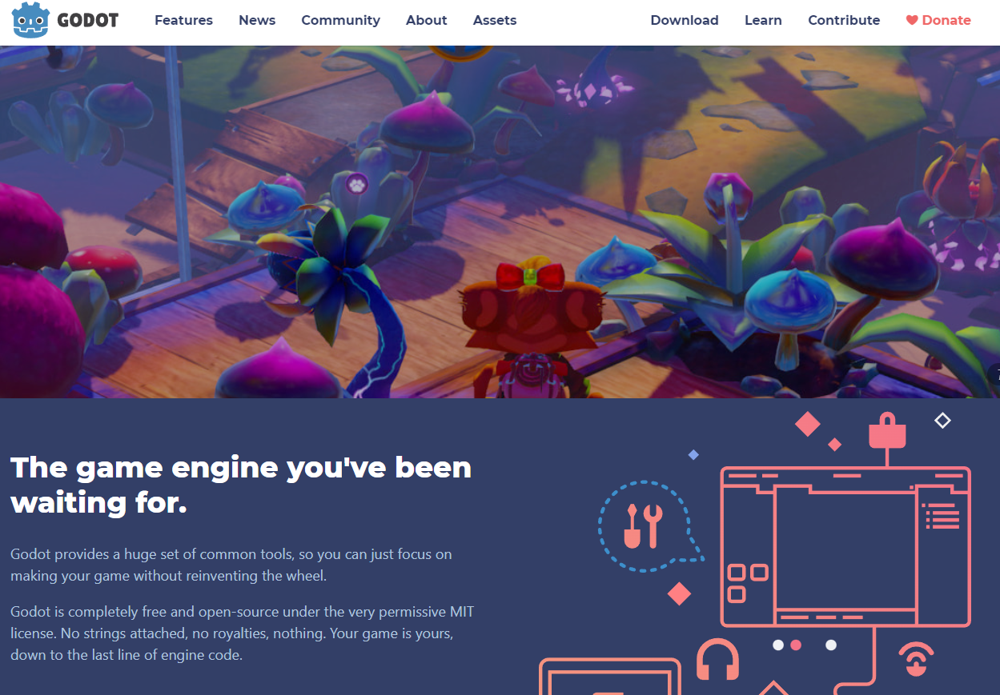 GODOT Features News Community About Assets Download Learn Contribute Donate
The game engine you've been
waiting for.
Godot provides a huge set of common tools, so you can just focus on
making your game without reinventing the wheel.
Godot is completely free and open-source under the very permissive MIT
license. No strings attached, no royalties, nothing. Your game is yours,
down to the last line of engine code.